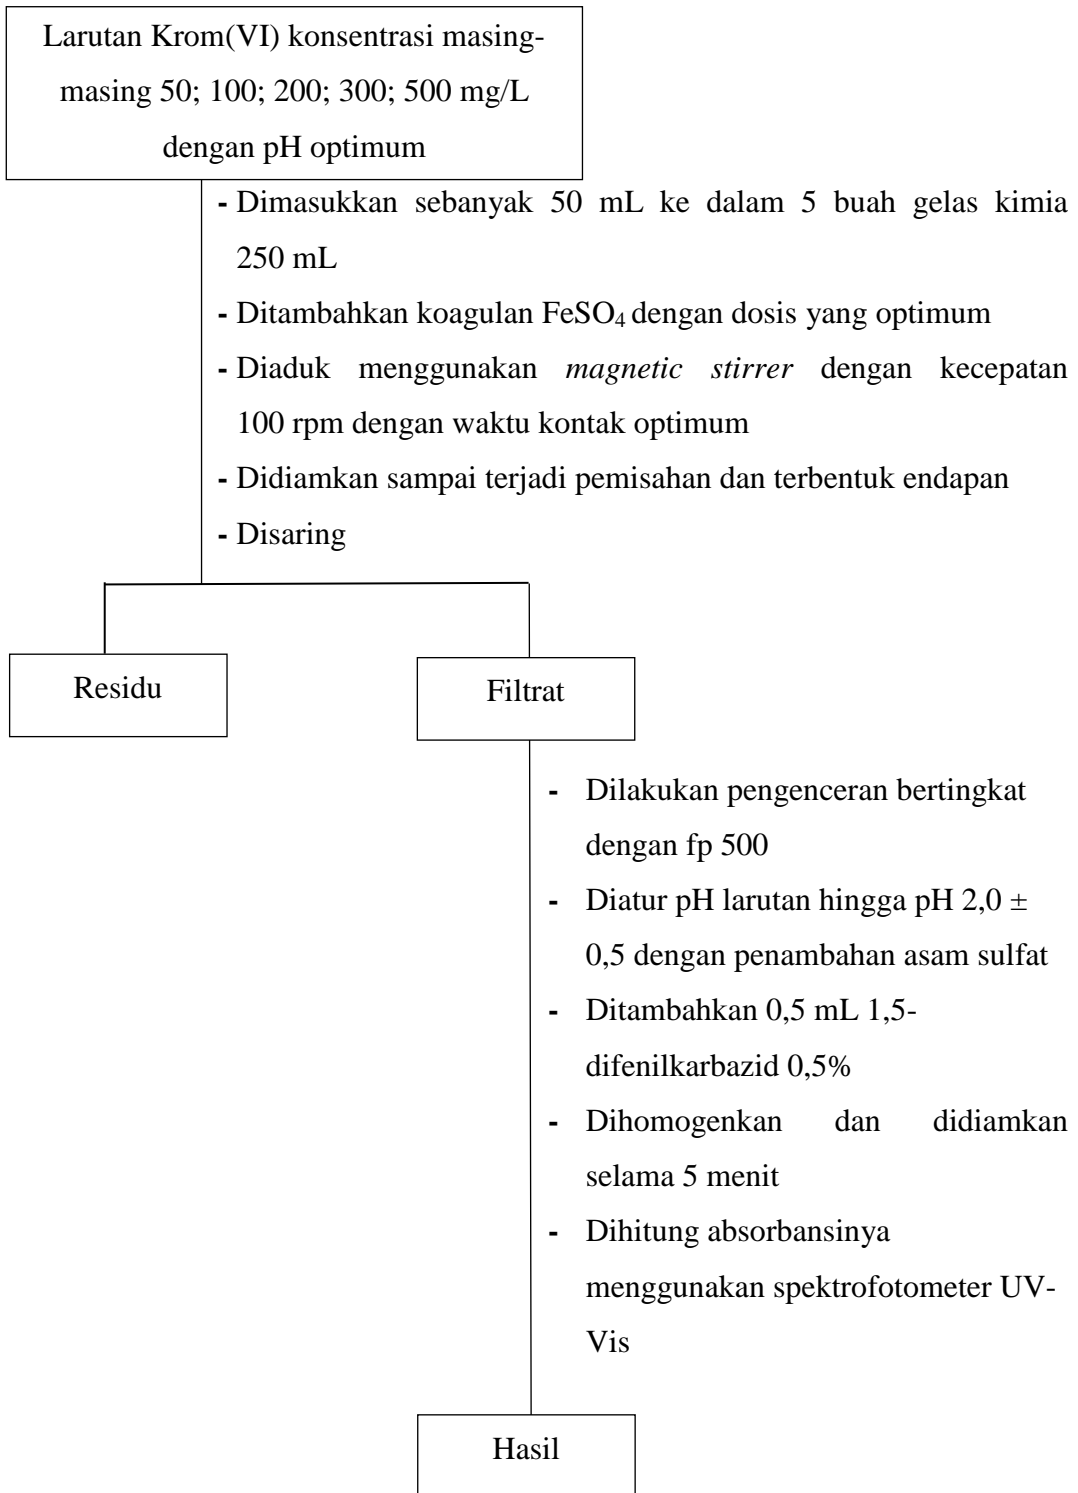 Larutan Krom(VI) konsentrasi masing-
masing 50; 100; 200; 300; 500 mg/L
dengan pH optimum
- Dimasukkan sebanyak 50 mL ke dalam 5 buah gelas kimia
250 mL
- Ditambahkan koagulan FeSO₄ dengan dosis yang optimum
- Diaduk menggunakan magnetic stirrer dengan kecepatan
100 rpm dengan waktu kontak optimum
- Didiamkan sampai terjadi pemisahan dan terbentuk endapan
- Disaring
Residu
Filtrat
- Dilakukan pengenceran bertingkat
dengan fp 500
- Diatur pH larutan hingga pH 2,0 ±
0,5 dengan penambahan asam sulfat
- Ditambahkan 0,5 mL 1,5-
difenilkarbazid 0,5%
- Dihomogenkan dan didiamkan
selama 5 menit
- Dihitung absorbansinya
menggunakan spektrofotometer UV-
Vis
Hasil